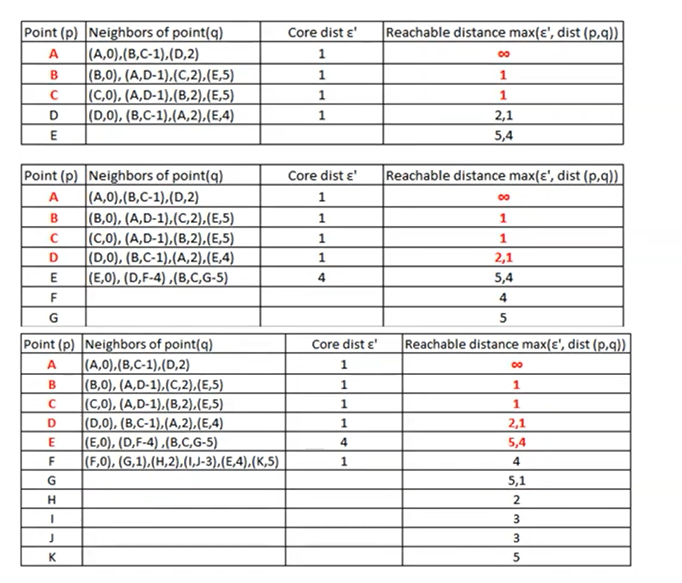 Point (p) Neighbors of point(q) Core dist ε' Reachable distance max(ε', dist (p,q))
A (A,0),(B,C-1),(D,2) 1 ∞
B (B,0), (A,D-1),(C,2),(E,5) 1 1
C (C,0), (A,D-1),(B,2),(E,5) 1 1
D (D,0), (B,C-1),(A,2),(E,4) 1 2,1
E 5,4
Point (p) Neighbors of point(q) Core dist ε' Reachable distance max(ε', dist (p,q))
A (A,0),(B,C-1),(D,2) 1 ∞
B (B,0), (A,D-1),(C,2),(E,5) 1 1
C (C,0), (A,D-1),(B,2),(E,5) 1 1
D (D,0), (B,C-1),(A,2),(E,4) 1 2,1
E (E,0), (D,F-4) ,(B,C,G-5) 4 5,4
F 4
G 5
Point (p) Neighbors of point(q) Core dist ε' Reachable distance max(ε', dist (p,q))
A (A,0),(B,C-1),(D,2) 1 ∞
B (B,0), (A,D-1),(C,2),(E,5) 1 1
C (C,0), (A,D-1),(B,2),(E,5) 1 1
D (D,0), (B,C-1),(A,2),(E,4) 1 2,1
E (E,0), (D,F-4) ,(B,C,G-5) 4 5,4
F (F,0), (G,1),(H,2),(I,J-3),(E,4),(K,5) 1 4
G 5,1
H 2
I 3
J 3
K 5